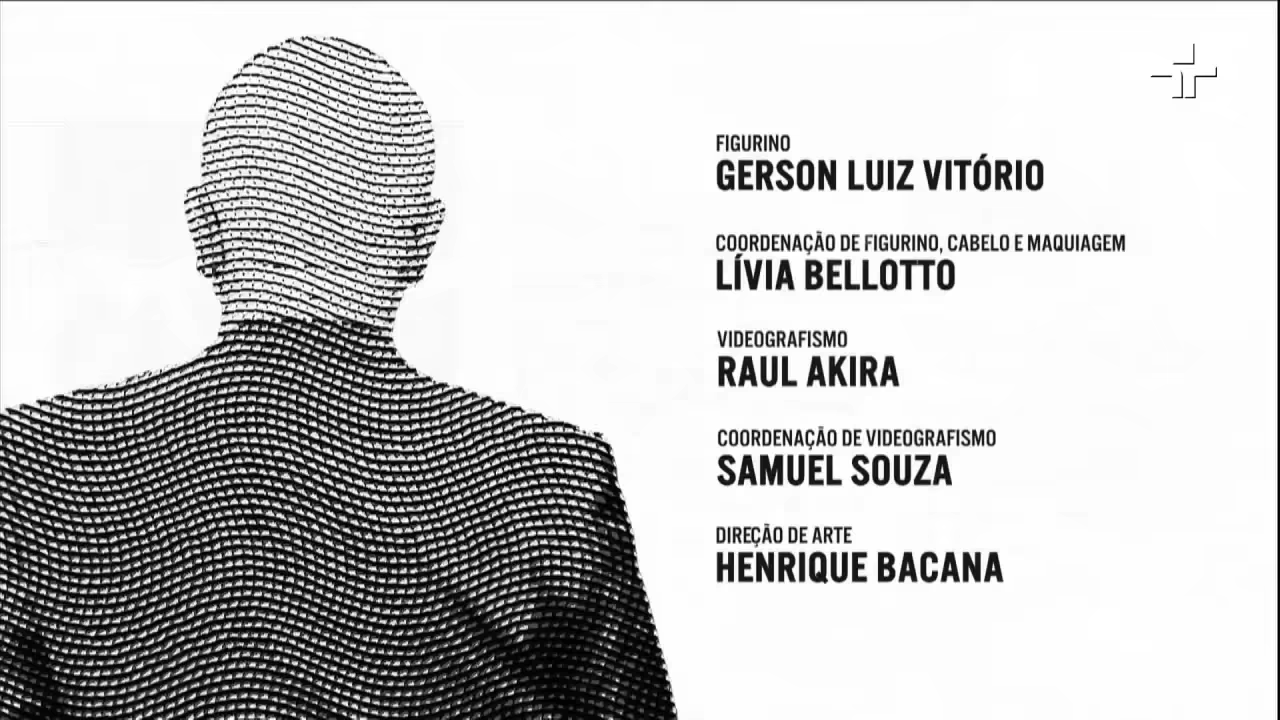 FIGURINO
GERSON LUIZ VITÓRIO
COORDENAÇÃO DE FIGURINO, CABELO E MAQUIAGEM
LÍVIA BELLOTTO
VIDEOGRAFISMO
RAUL AKIRA
COORDENAÇÃO DE VIDEOGRAFISMO
SAMUEL SOUZA
DIREÇÃO DE ARTE
HENRIQUE BACANA